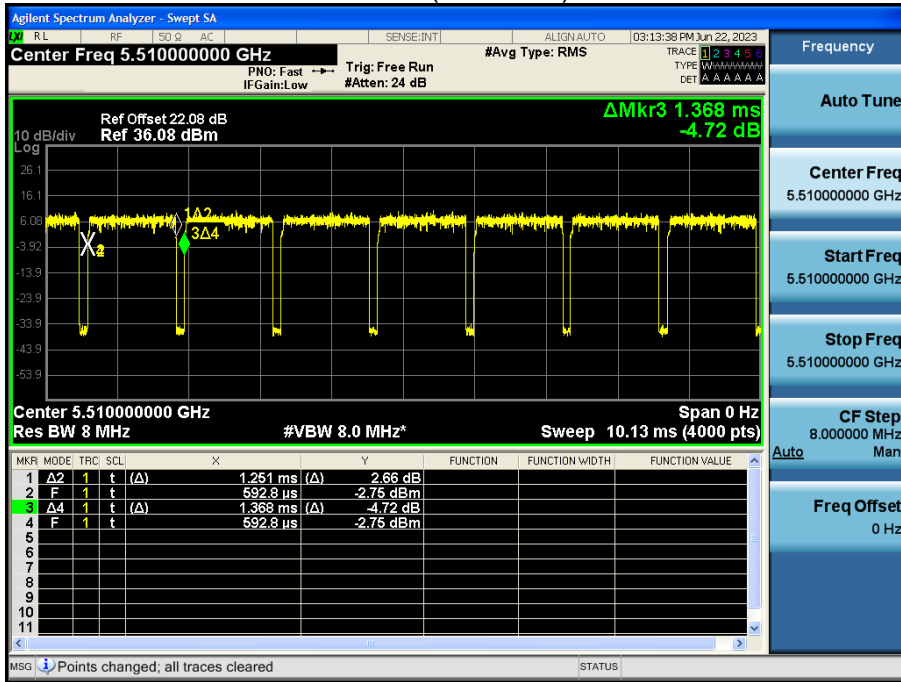 Agilent Spectrum Analyzer - Swept SA
LXI RL RF 50 Ω AC SENSE:INT ALIGN AUTO 03:13:38 PM Jun 22, 2023
Center Freq 5.510000000 GHz
PNO: Fast
IFGain:Low
Trig: Free Run
#Atten: 24 dB
#Avg Type: RMS
TRACE 1 2 3 4 5 6
TYPE WWWWWW
DET A A A A A A
Frequency
Auto Tune
Center Freq
5.510000000 GHz
Start Freq
5.510000000 GHz
Stop Freq
5.510000000 GHz
CF Step
8.000000 MHz
Auto Man
Freq Offset
0 Hz
ΔMkr3 1.368 ms
-4.72 dB
Ref Offset 22.08 dB
10 dB/div Ref 36.08 dBm
Log
26.1
16.1
6.08
-3.92
-13.9
-23.9
-33.9
-43.9
-53.9
1Δ2
3Δ4
Center 5.510000000 GHz Span 0 Hz
Res BW 8 MHz #VBW 8.0 MHz* Sweep 10.13 ms (4000 pts)
MKR MODE TRC SCL X Y FUNCTION FUNCTION WIDTH FUNCTION VALUE
1 Δ2 1 t (Δ) 1.251 ms (Δ) 2.66 dB
2 F 1 t 592.8 µs -2.75 dBm
3 Δ4 1 t (Δ) 1.368 ms (Δ) -4.72 dB
4 F 1 t 592.8 µs -2.75 dBm
5
6
7
8
9
10
11
MSG Points changed; all traces cleared STATUS